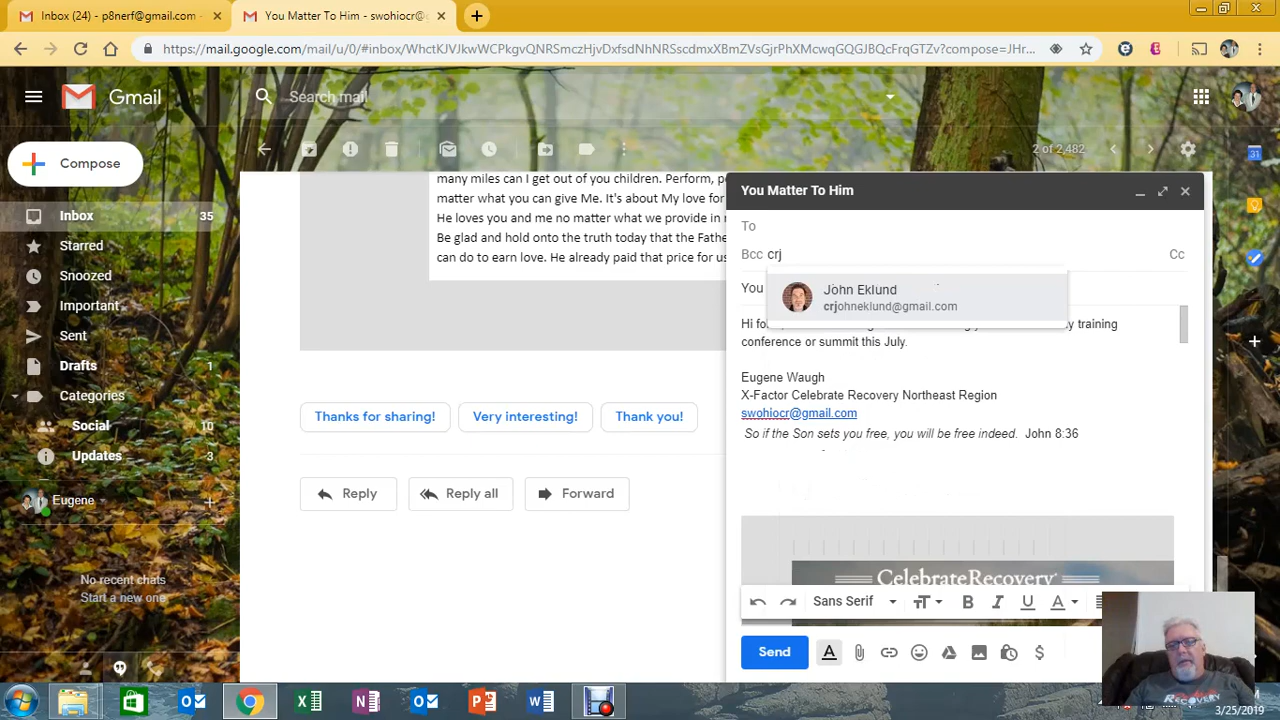 Inbox (24) - p8nerf@gmail.com
You Matter To Him - swohiocr@
https://mail.google.com/mail/u/0/#inbox/WhctKJVJkwWCPkgvQNRSmczHjvDxfsdNhNRSscdmxXBmZVsGjrPhXMcwqGQGJBQcFrqGTZv?compose=JHr...
Gmail
Search mail
Compose
2 of 2,482
Inbox 35
Starred
Snoozed
Important
Sent
Drafts 1
Categories
Social 10
Updates 3
Eugene
No recent chats
Start a new one
many miles can I get out of you children. Perform,
matter what you can give Me. It's about My love for
He loves you and me no matter what we provide in
Be glad and hold onto the truth today that the Fathe
can do to earn love. He already paid that price for us
Thanks for sharing!
Very interesting!
Thank you!
Reply
Reply all
Forward
You Matter To Him
To
Bcc crj
Cc
You
John Eklund
crjohneklund@gmail.com
Hi training
conference or summit this July.
Eugene Waugh
X-Factor Celebrate Recovery Northeast Region
swohiocr@gmail.com
So if the Son sets you free, you will be free indeed. John 8:36
CelebrateRecovery
Sans Serif
Send
RECOVERY
3/25/2019